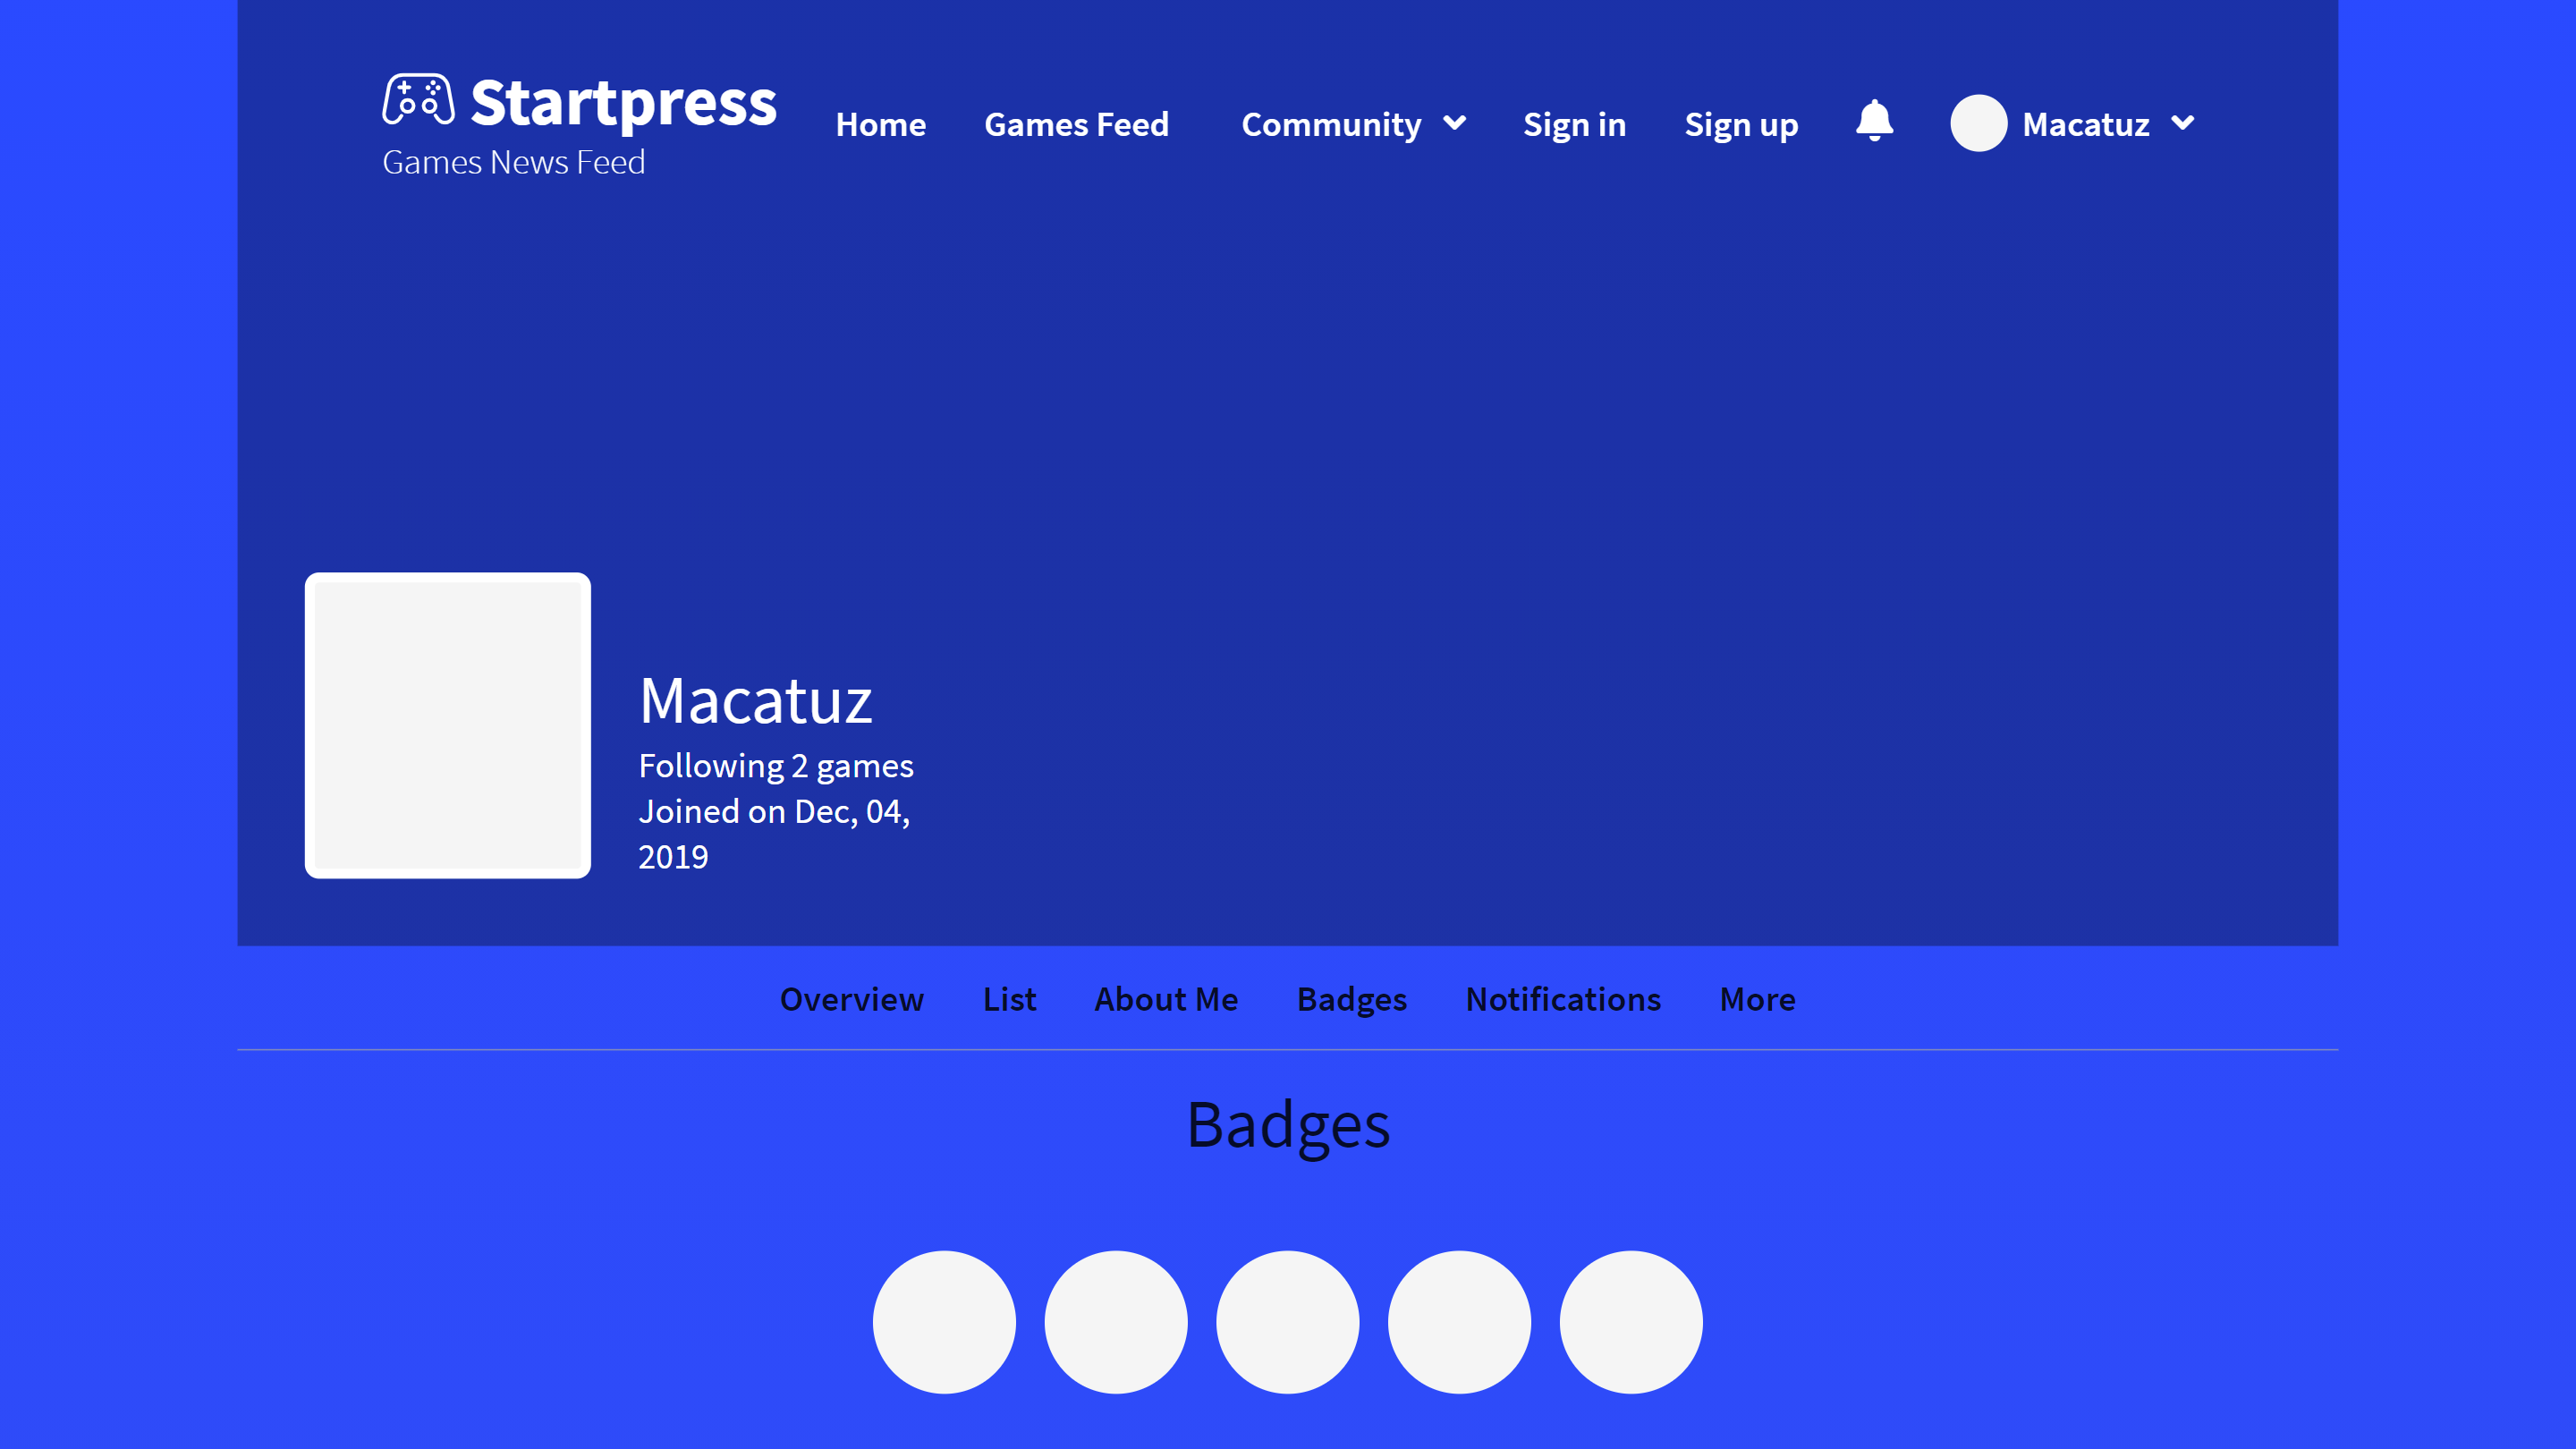 Startpress
Games News Feed
Home Games Feed Community Sign in Sign up Macatuz
Macatuz
Following 2 games
Joined on Dec, 04,
2019
Overview List About Me Badges Notifications More
Badges